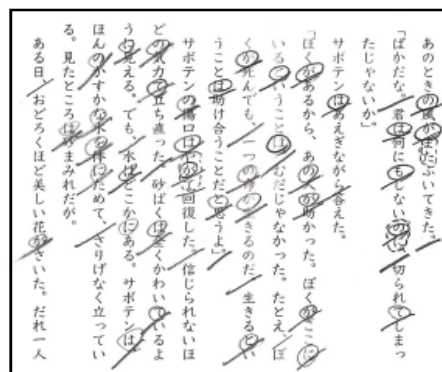 あのときの風がまたふいてきた。
「ばかだな。君は何にもしないのに、切られてしまっ
たじゃないか」
サボテンはあえぎながら答えた。
「ぼくがあるから、あの人が助かった。ぼくがここに
いるということは、むだじゃなかった。たとえ、ぼ
くが死んでも、一つの命が生きるのだ。生きるとい
うことは助け合うことだと思うよ」。
サボテンの傷口はやがて回復した。信じられないほ
どの気力で立ち直った。砂ばくは全くかわいているよ
うに見える。でも、水はどこかにある。サボテンは、
ほんのかすかな水を体にためて、さりげなく立ってい
る。見たところはやまみれだが。
ある日、おどろくほど美しい花がさいた。だれ一人